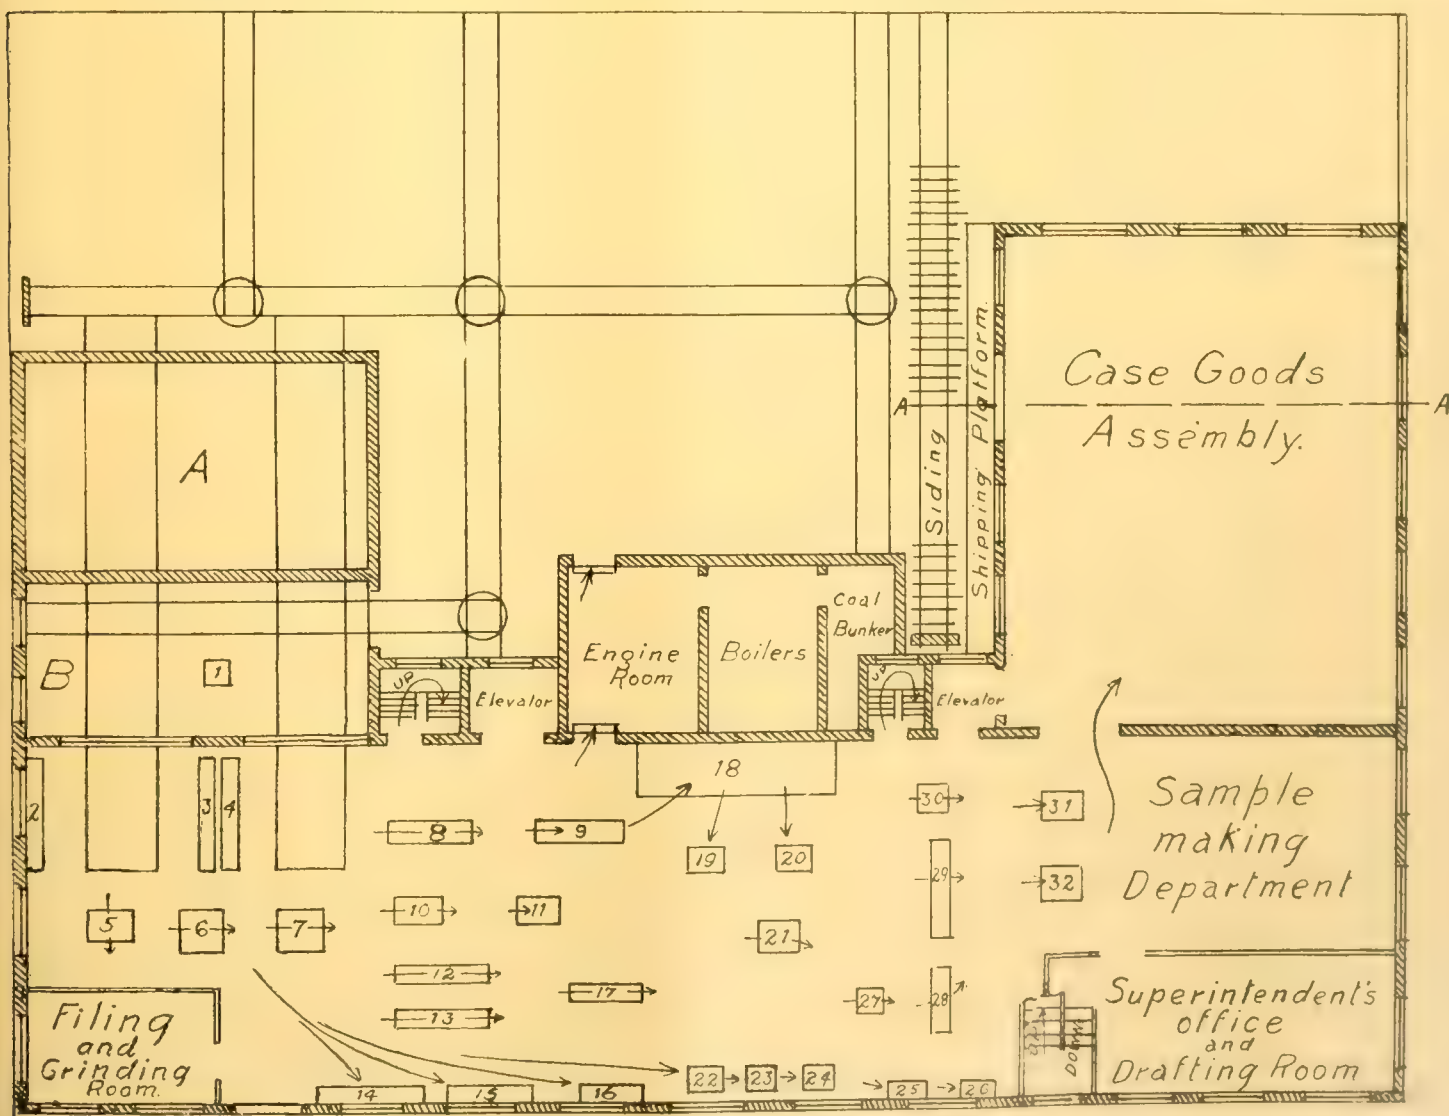 Case Goods
Assembly.
A
A
Siding
Shipping Platform.
A
B
1
UP
Elevator
Engine
Room
Boilers
Coal
Bunker
UP
Elevator
18
2
3
4
8
9
19
20
30
31
29
32
Sample
making
Department
5
6
7
10
11
21
12
13
17
27
28
Filing
and
Grinding
Room.
14
15
16
22
23
24
25
26
UP
DOWN
Superintendent's
office
and
Drafting Room